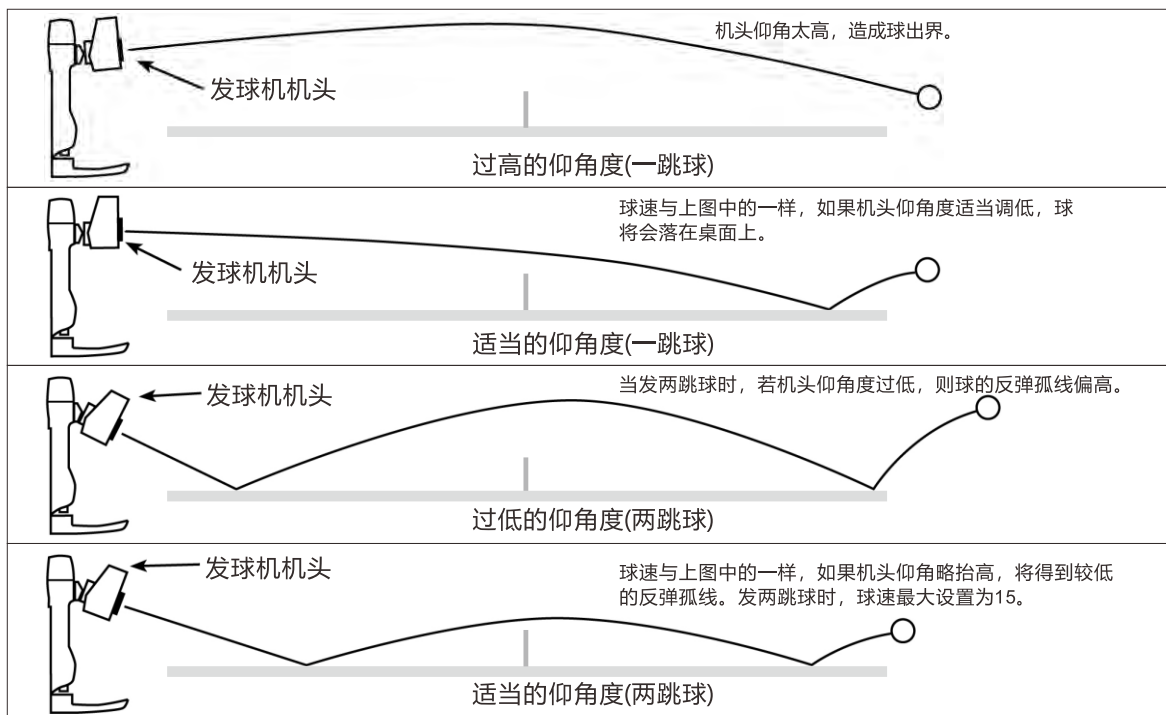 机头仰角太高，造成球出界。
发球机机头
过高的仰角度(一跳球)
球速与上图中的一样，如果机头仰角度适当调低，球
将会落在桌面上。
发球机机头
适当的仰角度(一跳球)
当发两跳球时，若机头仰角度过低，则球的反弹孤线偏高。
发球机机头
过低的仰角度(两跳球)
球速与上图中的一样，如果机头仰角略抬高，将得到较低
的反弹孤线。发两跳球时，球速最大设置为15。
发球机机头
适当的仰角度(两跳球)